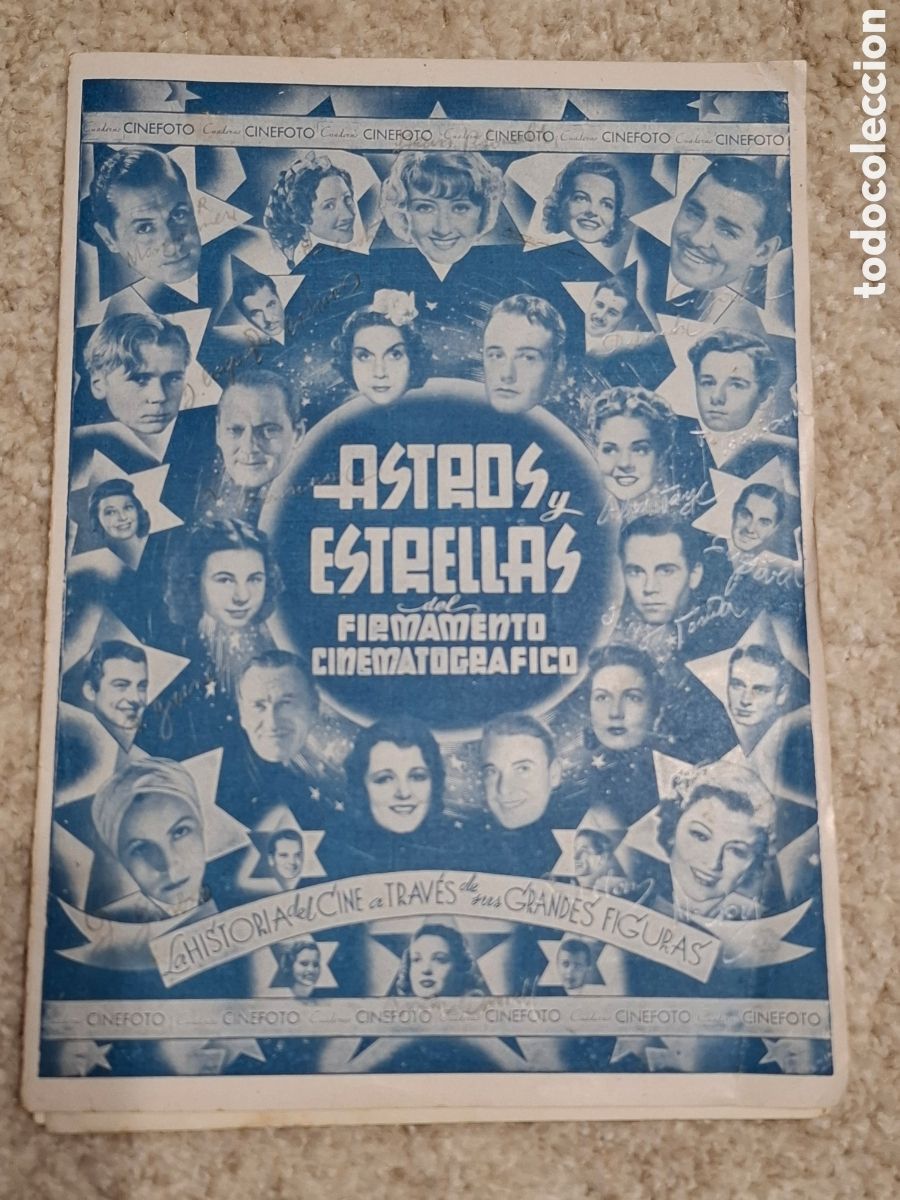 todocoleccion
Cuaderno CINEFOTO Cuaderno CINEFOTO Cuaderno CINEFOTO Cuaderno CINEFOTO Cuaderno CINEFOTO Cuaderno CINEFOTO
ASTROS y
ESTRELLAS
del
FIRMAMENTO
CINEMATOGRAFICO
La HISTORIA del CINE a TRAVÉS de sus GRANDES FIGURAS
CINEFOTO Cuaderno CINEFOTO Cuaderno CINEFOTO Cuaderno CINEFOTO Cuaderno CINEFOTO Cuaderno CINEFOTO